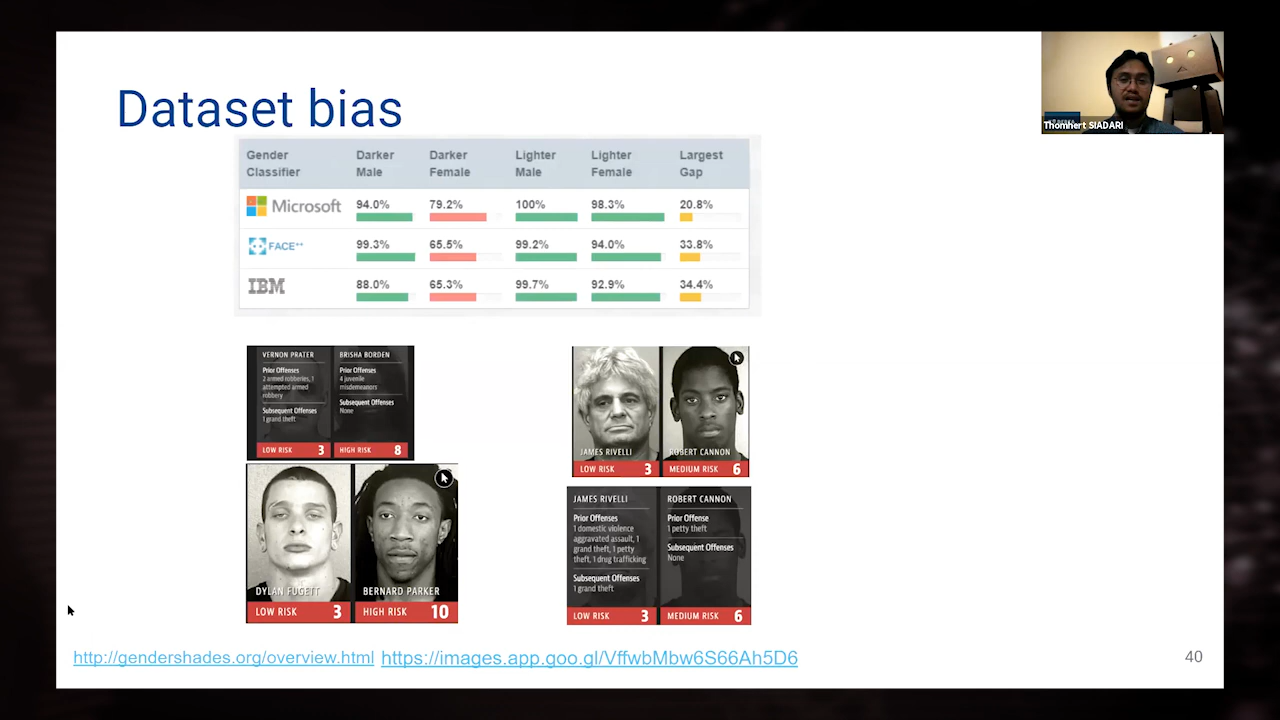 Dataset bias
Thomhert SIADARI
Gender Classifier
Darker Male
Darker Female
Lighter Male
Lighter Female
Largest Gap
Microsoft
94.0%
79.2%
100%
98.3%
20.8%
FACE++
99.3%
65.5%
99.2%
94.0%
33.8%
IBM
88.0%
65.3%
99.7%
92.9%
34.4%
VERNON PRATER
Prior Offenses
2 armed robberies, 1
attempted armed
robbery
Subsequent Offenses
1 grand theft
LOW RISK 3
BRISHA BORDEN
Prior Offenses
4 juvenile
misdemeanors
Subsequent Offenses
None
HIGH RISK 8
JAMES RIVELLI
LOW RISK 3
ROBERT CANNON
MEDIUM RISK 6
DYLAN FUGETT
LOW RISK 3
BERNARD PARKER
HIGH RISK 10
JAMES RIVELLI
Prior Offenses
1 domestic violence
aggravated assault, 1
grand theft, 1 petty
theft, 1 drug trafficking
Subsequent Offenses
1 grand theft
LOW RISK 3
ROBERT CANNON
Prior Offense
1 petty theft
Subsequent Offenses
None
MEDIUM RISK 6
http://gendershades.org/overview.html https://images.app.goo.gl/VffwbMbw6S66Ah5D6
40